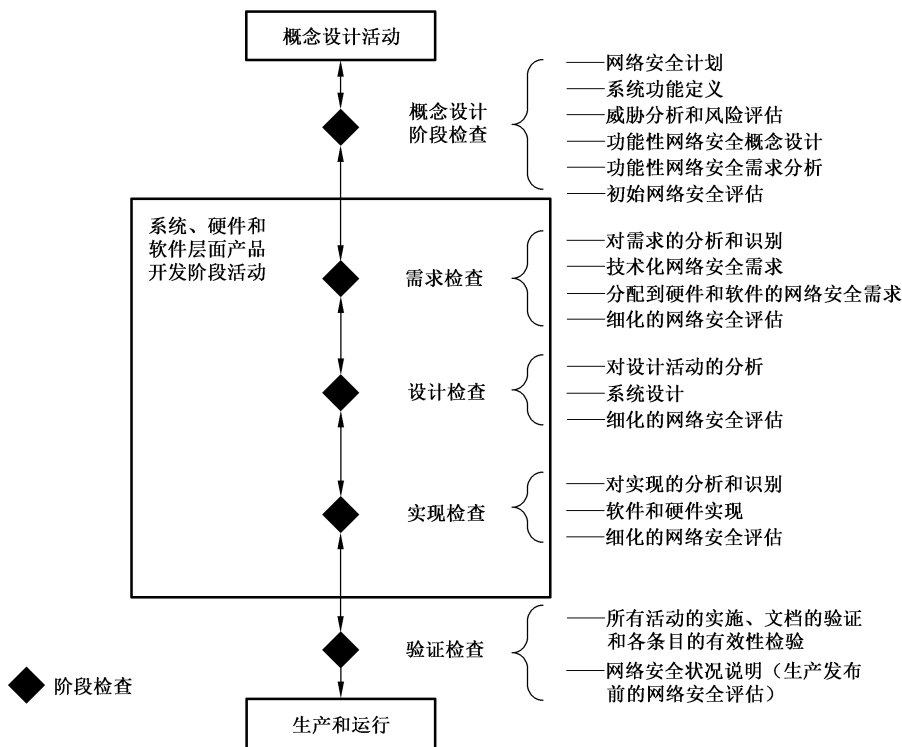 概念设计活动
概念设计
阶段检查
——网络安全计划
——系统功能定义
——威胁分析和风险评估
——功能性网络安全概念设计
——功能性网络安全需求分析
——初始网络安全评估
系统、硬件和
软件层面产品
开发阶段活动
需求检查
——对需求的分析和识别
——技术化网络安全需求
——分配到硬件和软件的网络安全需求
——细化的网络安全评估
设计检查
——对设计活动的分析
——系统设计
——细化的网络安全评估
实现检查
——对实现的分析和识别
——软件和硬件实现
——细化的网络安全评估
验证检查
——所有活动的实施、文档的验证
和各条目的有效性检验
——网络安全状况说明（生产发布
前的网络安全评估）
阶段检查
生产和运行